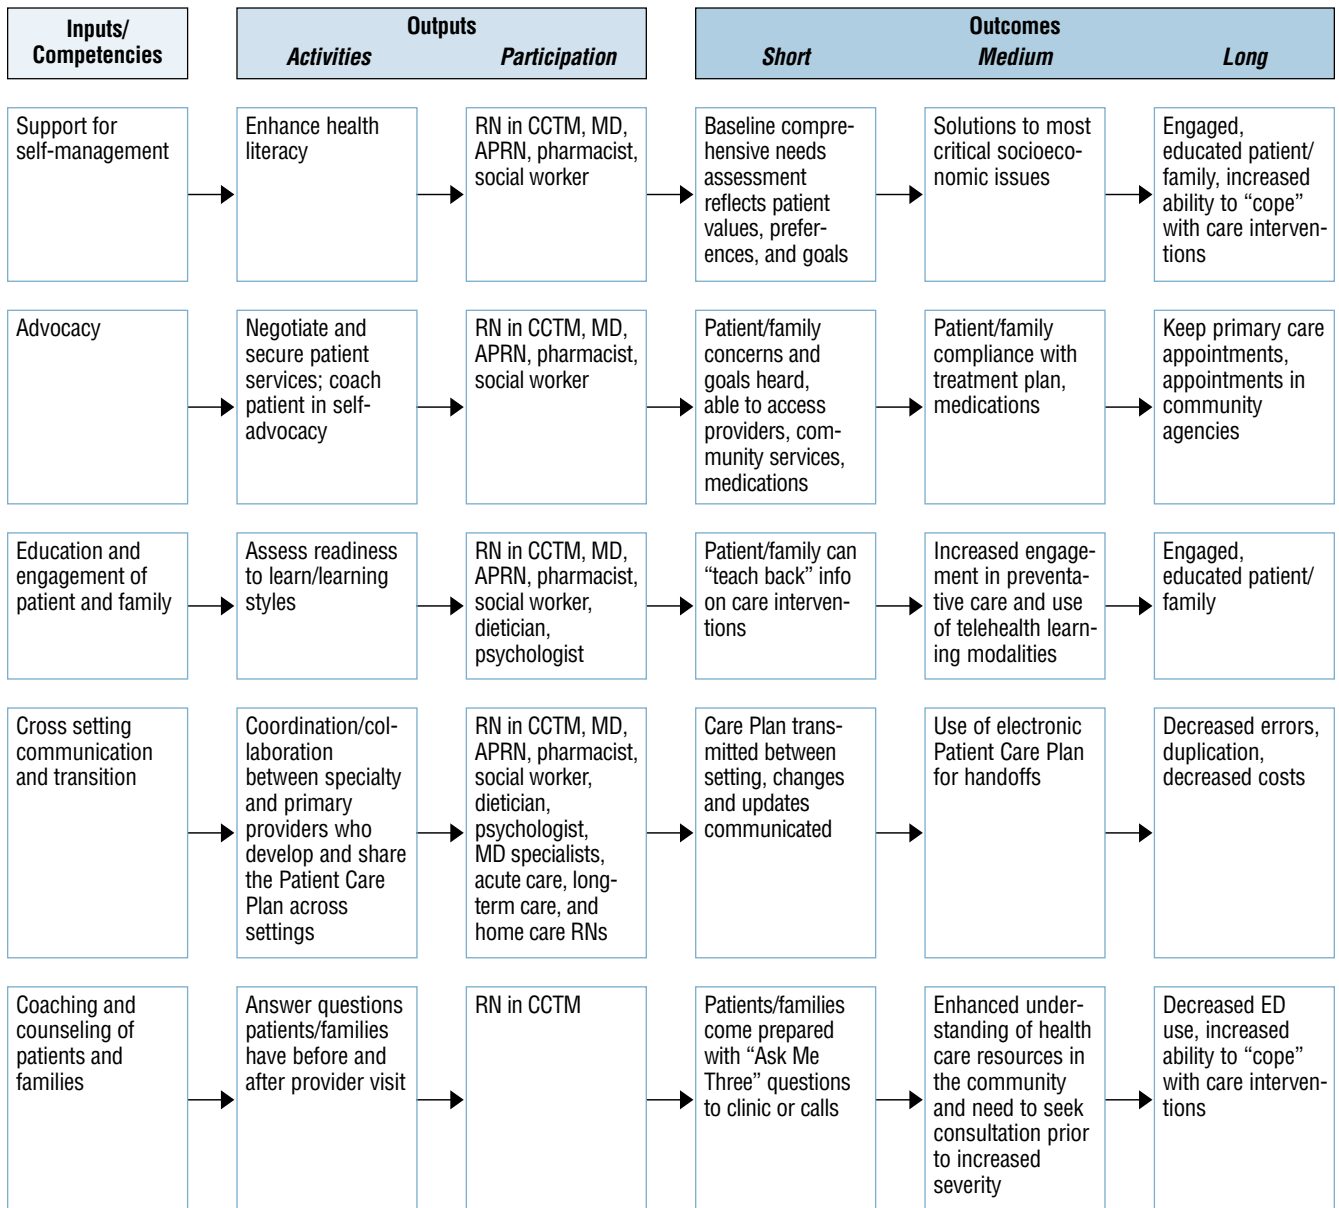 Inputs/
Competencies
Outputs
Activities
Participation
Outcomes
Short
Medium
Long
Support for
self-management
Enhance health
literacy
RN in CCTM, MD,
APRN, pharmacist,
social worker
Baseline compre-
hensive needs
assessment
reflects patient
values, prefer-
ences, and goals
Solutions to most
critical socioeco-
nomic issues
Engaged,
educated patient/
family, increased
ability to “cope”
with care interven-
tions
Advocacy
Negotiate and
secure patient
services; coach
patient in self-
advocacy
RN in CCTM, MD,
APRN, pharmacist,
social worker
Patient/family
concerns and
goals heard,
able to access
providers, com-
munity services,
medications
Patient/family
compliance with
treatment plan,
medications
Keep primary care
appointments,
appointments in
community
agencies
Education and
engagement of
patient and family
Assess readiness
to learn/learning
styles
RN in CCTM, MD,
APRN, pharmacist,
social worker,
dietician,
psychologist
Patient/family can
“teach back” info
on care interven-
tions
Increased engage-
ment in preventa-
tive care and use
of telehealth learn-
ing modalities
Engaged,
educated patient/
family
Cross setting
communication
and transition
Coordination/col-
laboration
between specialty
and primary
providers who
develop and share
the Patient Care
Plan across
settings
RN in CCTM, MD,
APRN, pharmacist,
social worker,
dietician,
psychologist,
MD specialists,
acute care, long-
term care, and
home care RNs
Care Plan trans-
mitted between
setting, changes
and updates
communicated
Use of electronic
Patient Care Plan
for handoffs
Decreased errors,
duplication,
decreased costs
Coaching and
counseling of
patients and
families
Answer questions
patients/families
have before and
after provider visit
RN in CCTM
Patients/families
come prepared
with “Ask Me
Three” questions
to clinic or calls
Enhanced under-
standing of health
care resources in
the community
and need to seek
consultation prior
to increased
severity
Decreased ED
use, increased
ability to “cope”
with care interven-
tions